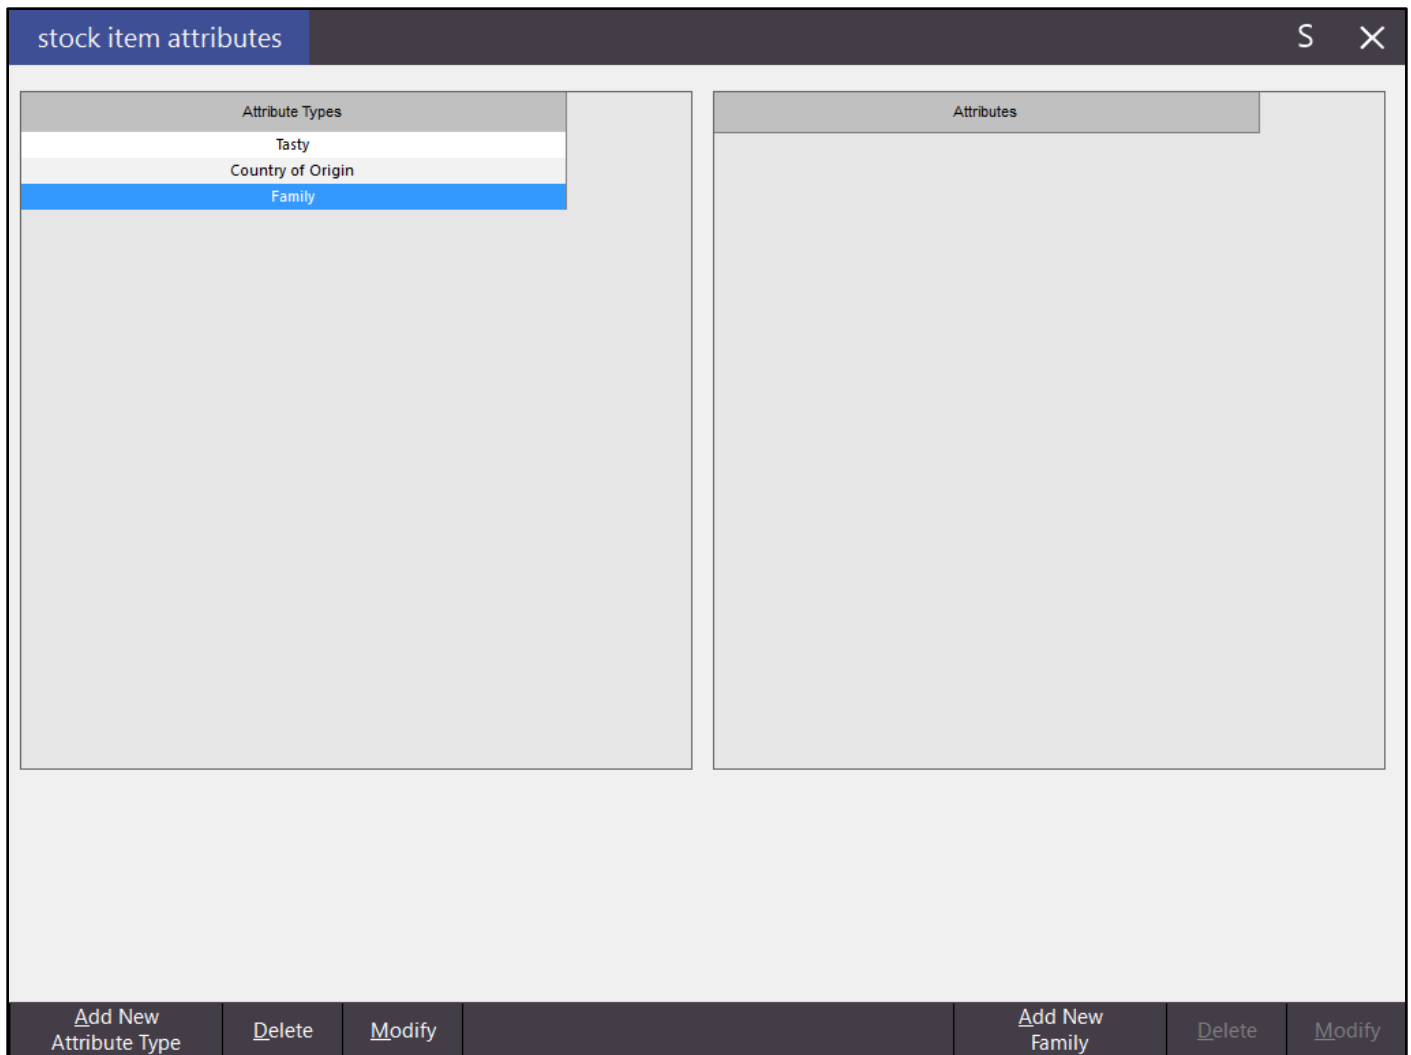 stock item attributes
S
Attribute Types
Tasty
Country of Origin
Family
Attributes
Add New
Attribute Type
Delete
Modify
Add New
Family
Delete
Modify